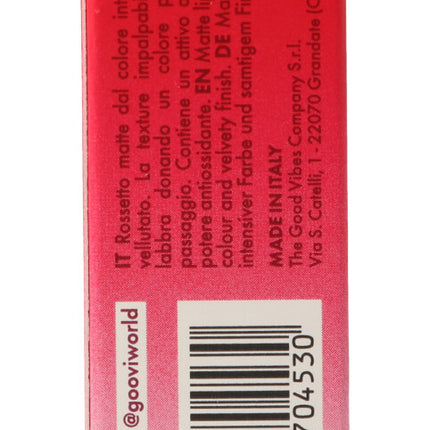 IT Rossetto matte dal colore
vellutato. La texture impalpab
labbra donando un colore
passaggio. Contiene un attivo
potere antiossidante. EN Matte
colour and velvety finish. DE
intensiver Farbe und samtigem
MADE IN ITALY
The Good Vibes Company S.r.l.
Via S. Catelli, 1 - 22070 Grandate (
@gooviworld
704530